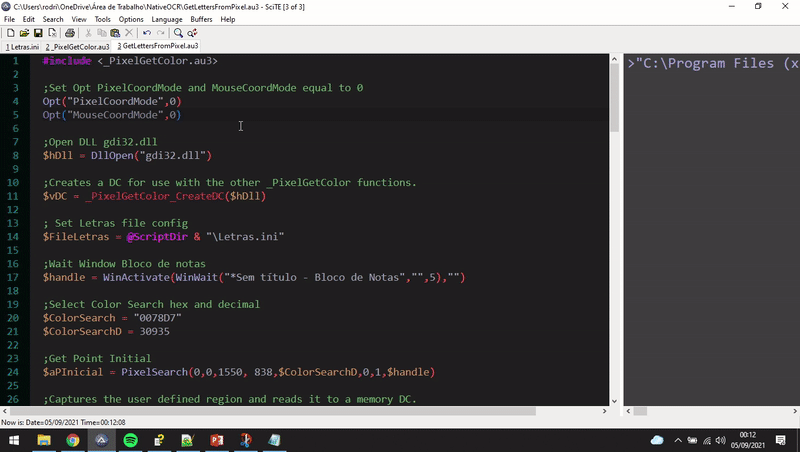 C:\Users\rodri\OneDrive\Área de Trabalho\NativeOCR\GetLettersFromPixel.au3 - SciTE [3 of 3]
File Edit Search View Tools Options Language Buffers Help
1 Letras.ini 2 _PixelGetColor.au3 3 GetLettersFromPixel.au3
1 #include <_PixelGetColor.au3>
2
3 ;Set Opt PixelCoordMode and MouseCoordMode equal to 0
4 Opt("PixelCoordMode",0)
5 Opt("MouseCoordMode",0)
6
7 ;Open DLL gdi32.dll
8 $hDll = DllOpen("gdi32.dll")
9
10 ;Creates a DC for use with the other _PixelGetColor functions.
11 $vDC = _PixelGetColor_CreateDC($hDll)
12
13 ; Set Letras file config
14 $FileLetras = @ScriptDir & "\Letras.ini"
15
16 ;Wait Window Bloco de notas
17 $handle = WinActivate(WinWait("*Sem título - Bloco de Notas","",5),"")
18
19 ;Select Color Search hex and decimal
20 $ColorSearch = "0078D7"
21 $ColorSearchD = 30935
22
23 ;Get Point Initial
24 $aPInicial = PixelSearch(0,0,1550, 838,$ColorSearchD,0,1,$handle)
25
26 ;Captures the user defined region and reads it to a memory DC.
>"C:\Program Files (x
Now is: Date=05/09/2021 Time=00:12:08
00:12
05/09/2021